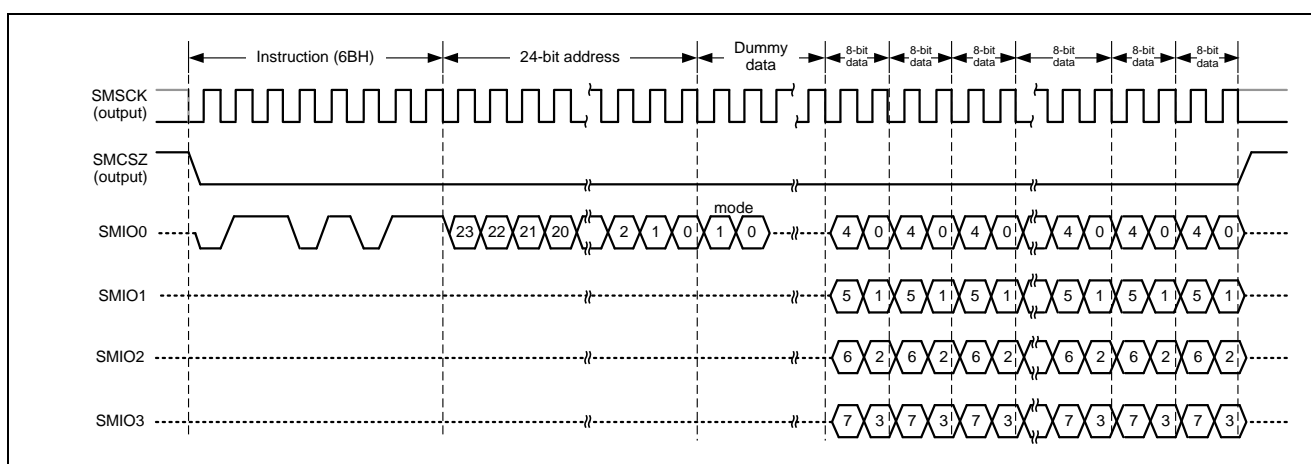 Instruction (6BH) 24-bit address Dummy data 8-bit data 8-bit data 8-bit data 8-bit data 8-bit data 8-bit data
SMSCK
(output)
SMCSZ
(output)
mode
SMIO0 23 22 21 20 2 1 0 1 0 4 0 4 0 4 0 4 0 4 0 4 0
SMIO1 5 1 5 1 5 1 5 1 5 1 5 1
SMIO2 6 2 6 2 6 2 6 2 6 2 6 2
SMIO3 7 3 7 3 7 3 7 3 7 3 7 3